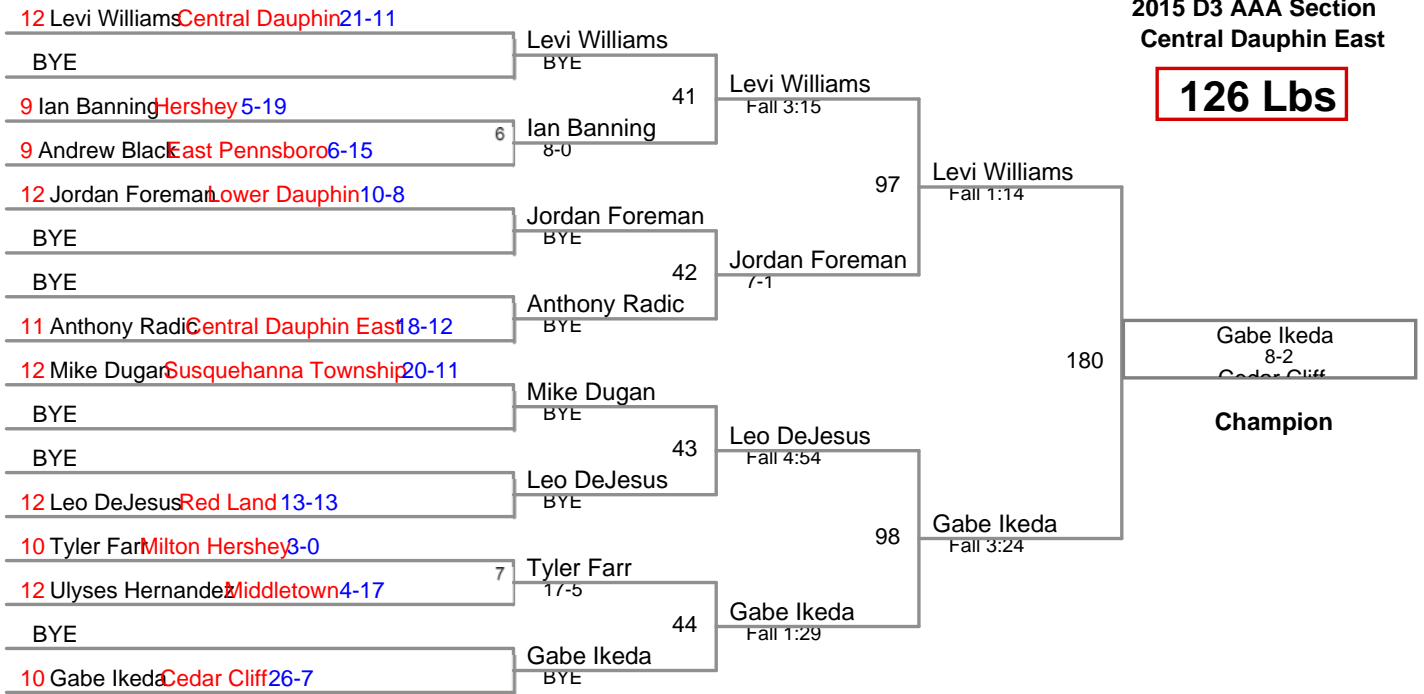 2015 D3 AAA Section
Central Dauphin East
126 Lbs
12 Levi Williams Central Dauphin 21-11
BYE
9 Ian Banning Hershey 5-19
9 Andrew Black East Pennsboro 6-15
12 Jordan Foreman Lower Dauphin 10-8
BYE
BYE
11 Anthony Radic Central Dauphin East 18-12
12 Mike Dugan Susquehanna Township 20-11
BYE
BYE
12 Leo DeJesus Red Land 13-13
10 Tyler Farr Milton Hershey 3-0
12 Ulyses Hernandez Middletown 4-17
BYE
10 Gabe Ikeda Cedar Cliff 26-7
6
7
Levi Williams
BYE
Ian Banning
8-0
Jordan Foreman
BYE
Anthony Radic
BYE
Mike Dugan
BYE
Leo DeJesus
BYE
Tyler Farr
17-5
Gabe Ikeda
BYE
41
42
43
44
Levi Williams
Fall 3:15
Jordan Foreman
7-1
Leo DeJesus
Fall 4:54
Gabe Ikeda
Fall 1:29
97
98
Levi Williams
Fall 1:14
Gabe Ikeda
Fall 3:24
180
Gabe Ikeda
8-2
Cedar Cliff
Champion